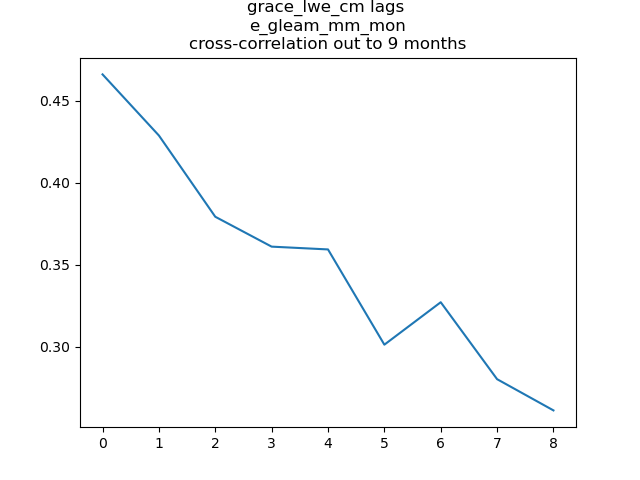 grace_lwe_cm lags
e_gleam_mm_mon
cross-correlation out to 9 months
0.45
0.40
0.35
0.30
0 1 2 3 4 5 6 7 8